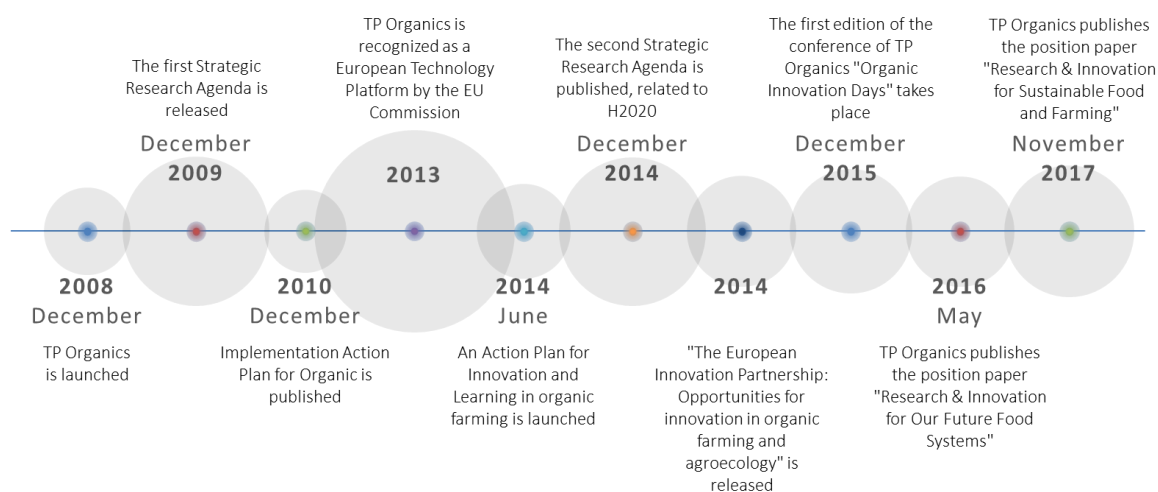 TP Organics is
recognized as a
European Technology
Platform by the EU
Commission
The first Strategic
Research Agenda is
released
The second Strategic
Research Agenda is
published, related to
H2020
The first edition of the
conference of TP
Organics "Organic
Innovation Days" takes
place
TP Organics publishes
the position paper
"Research & Innovation
for Sustainable Food
and Farming"
December
2009
2013
December
2014
December
2015
November
2017
2008
December
TP Organics
is launched
2010
December
Implementation Action
Plan for Organic is
published
2014
June
An Action Plan for
Innovation and
Learning in organic
farming is launched
2014
"The European
Innovation Partnership:
Opportunities for
innovation in organic
farming and
agroecology" is
released
2016
May
TP Organics publishes
the position paper
"Research & Innovation
for Our Future Food
Systems"